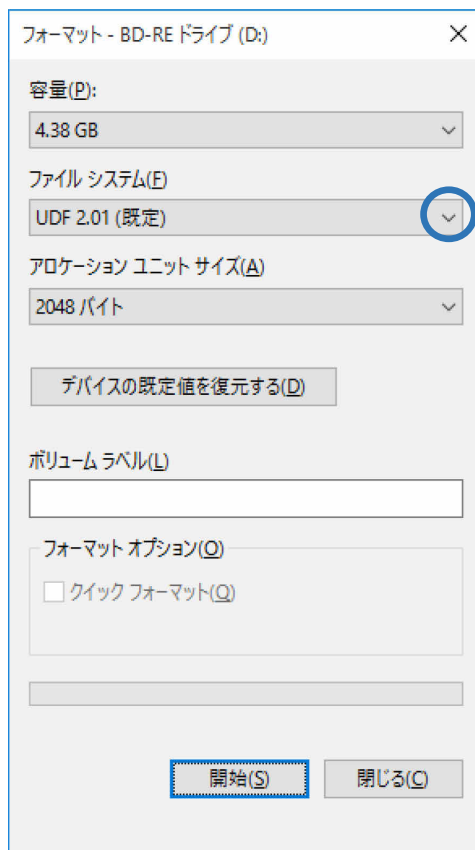 フォーマット - BD-RE ドライブ (D:)
容量(P):
4.38 GB
ファイル システム(F)
UDF 2.01 (既定)
アロケーション ユニット サイズ(A)
2048 バイト
デバイスの既定値を復元する(D)
ボリューム ラベル(L)
フォーマット オプション(O)
クイック フォーマット(Q)
開始(S) 閉じる(C)